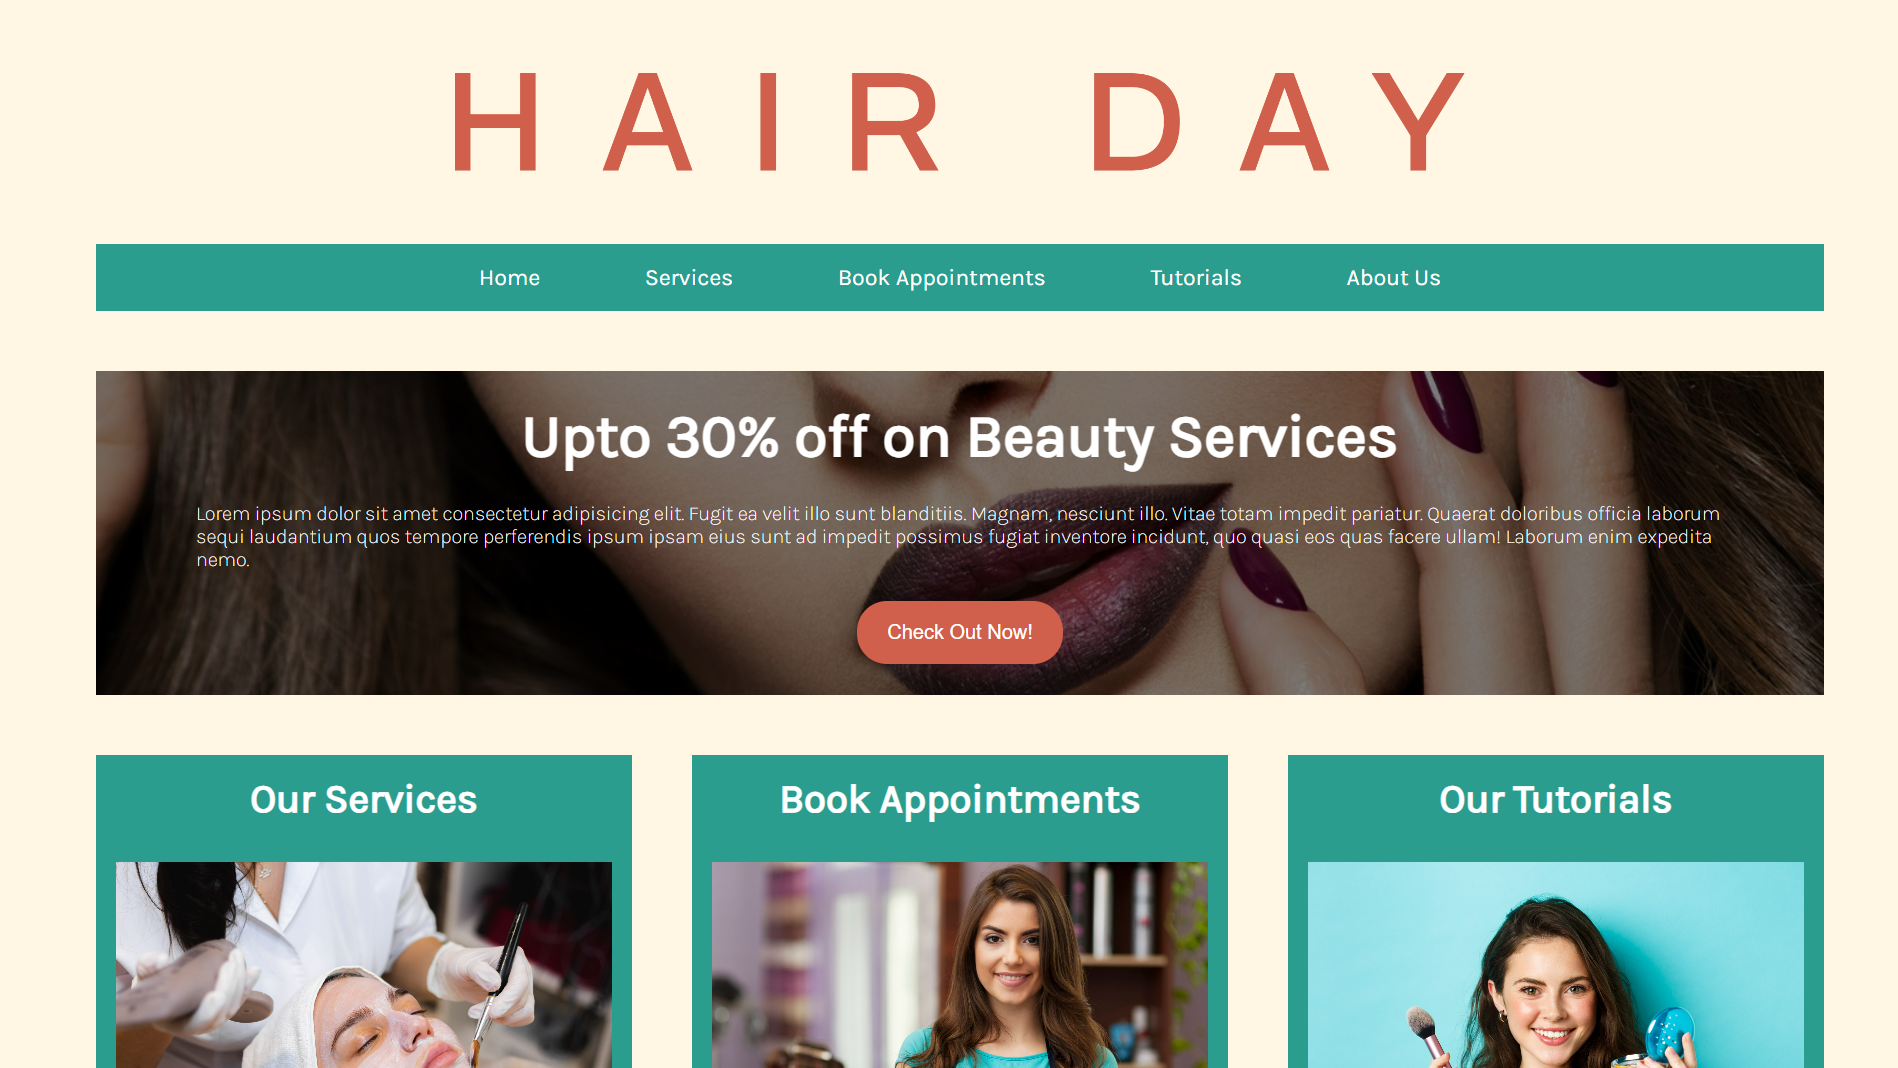 HAIR DAY
Home Services Book Appointments Tutorials About Us
Upto 30% off on Beauty Services
Lorem ipsum dolor sit amet consectetur adipisicing elit. Fugit ea velit illo sunt blanditiis. Magnam, nesciunt illo. Vitae totam impedit pariatur. Quaerat doloribus officia laborum
sequi laudantium quos tempore perferendis ipsum ipsam eius sunt ad impedit possimus fugiat inventore incidunt, quo quasi eos quas facere ullam! Laborum enim expedita
nemo.
Check Out Now!
Our Services
Book Appointments
Our Tutorials